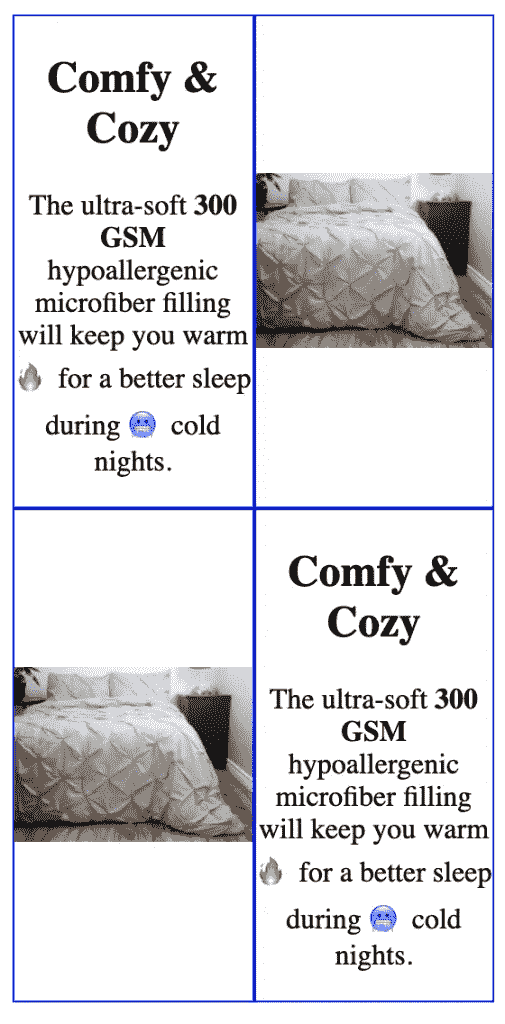 Comfy &
Cozy
The ultra-soft 300
GSM
hypoallergenic
microfiber filling
will keep you warm
🔥 for a better sleep
during 🥶 cold
nights.
Comfy &
Cozy
The ultra-soft 300
GSM
hypoallergenic
microfiber filling
will keep you warm
🔥 for a better sleep
during 🥶 cold
nights.